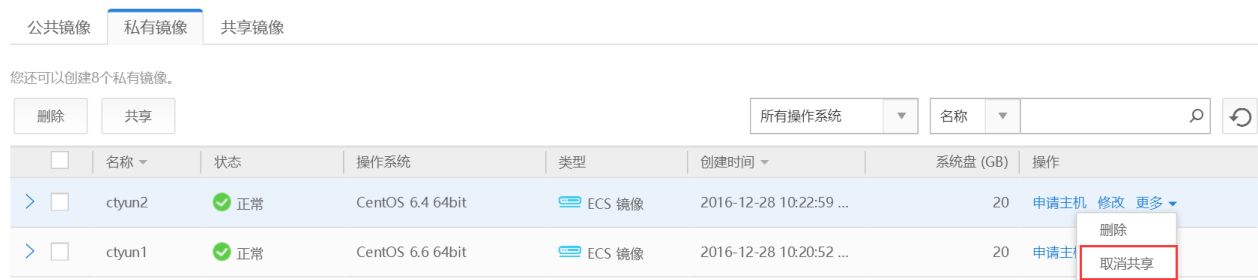 公共镜像 私有镜像 共享镜像
您还可以创建8个私有镜像。
删除 共享 所有操作系统 名称
名称 状态 操作系统 类型 创建时间 系统盘 (GB) 操作
ctyun2 正常 CentOS 6.4 64bit ECS 镜像 2016-12-28 10:22:59 ... 20 申请主机 修改 更多
删除
ctyun1 正常 CentOS 6.6 64bit ECS 镜像 2016-12-28 10:20:52 ... 20 申请主
取消共享